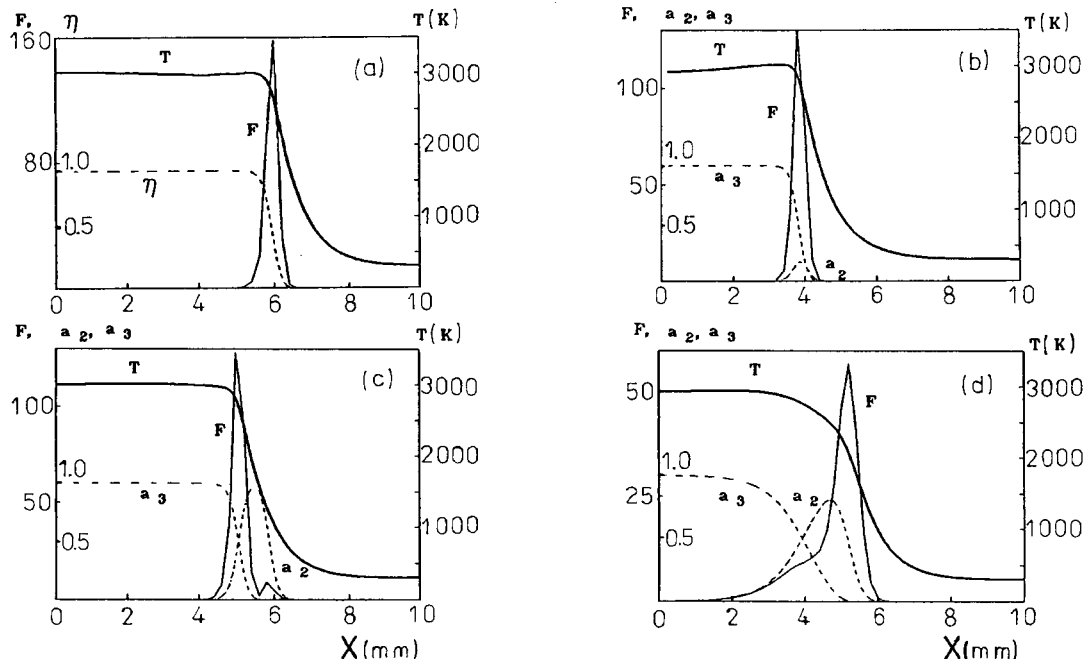 F, η T(K)
160
T (a) 3000
F 2000
80 1.0
η
0.5 1000
0 2 4 6 8 10
F, a 2, a 3 T(K)
T (b) 3000
100
F 2000
1.0
50 a 3
0.5 1000
a 2
0 2 4 6 8 10
F, a 2, a 3 T(K)
T (c) 3000
100
F 2000
1.0
50 a 3
0.5 1000
a 2
0 2 4 6 8 10
X(mm)
F, a 2, a 3 T(K)
50 T F (d) 3000
2000
1.0
25 a 3 a 2
0.5 1000
0 2 4 6 8 10
X(mm)